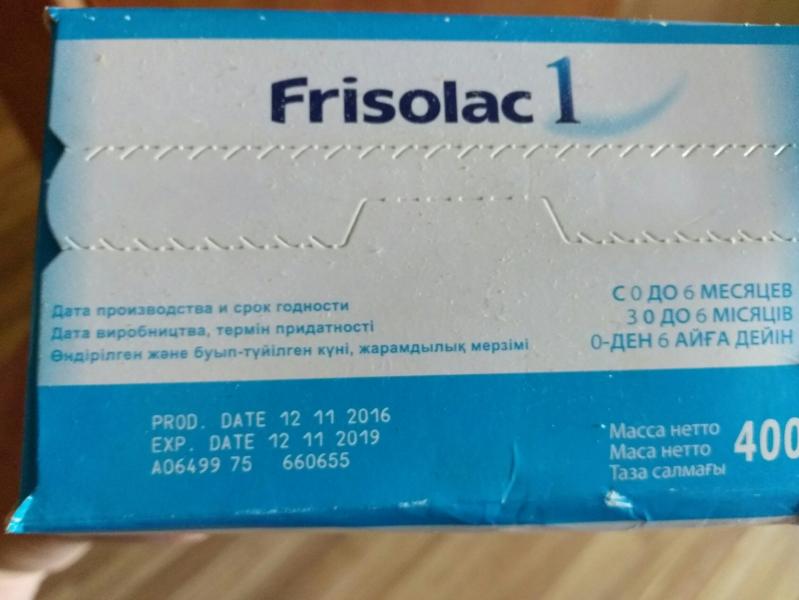 Frisolac 1
Дата производства и срок годности
Дата виробництва, термін придатності
Өндірілген және буып-түйілген күні, жарамдылық мерзімі
С 0 ДО 6 МЕСЯЦЕВ
З 0 ДО 6 МІСЯЦІВ
0-ДЕН 6 АЙҒА ДЕЙІН
PROD. DATE 12 11 2016
EXP. DATE 12 11 2019
A06499 75 660655
Масса нетто
Маса нетто
Таза салмағы
400